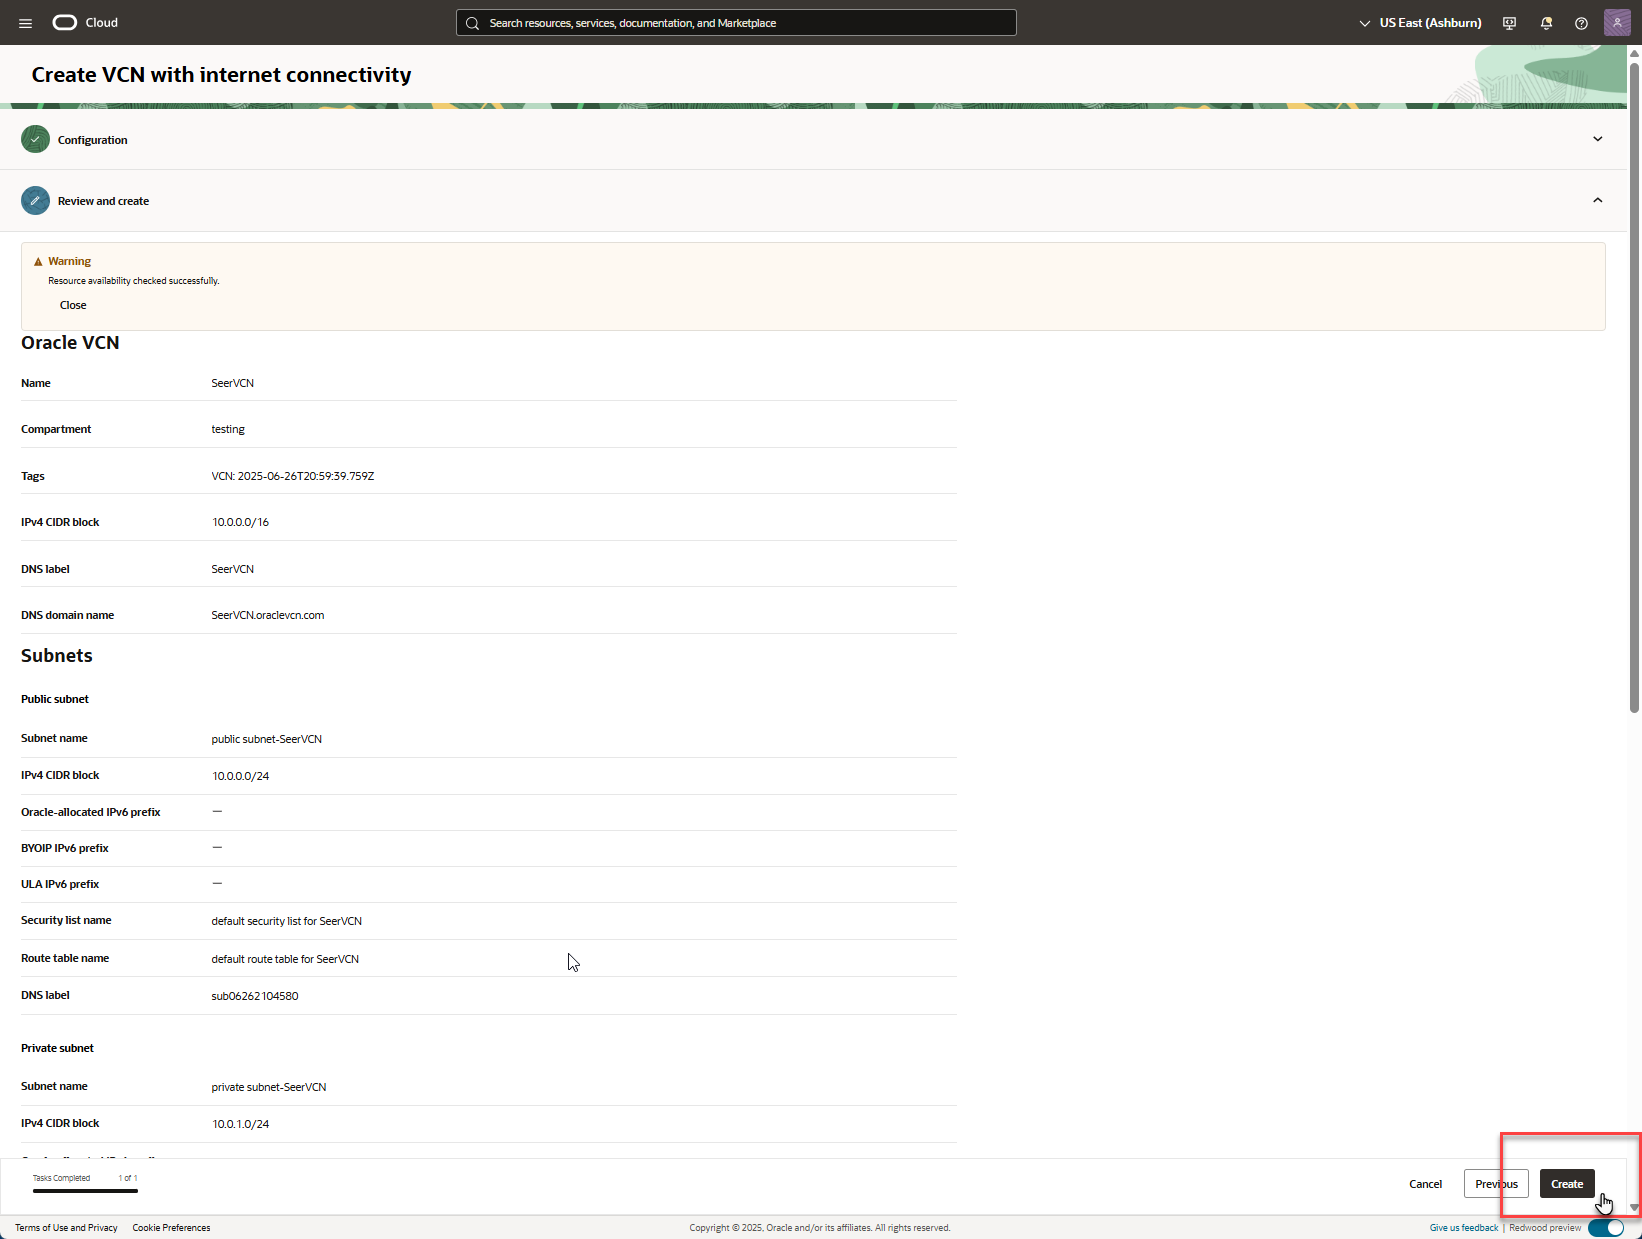 Cloud
Search resources, services, documentation, and Marketplace
US East (Ashburn)
Create VCN with internet connectivity
Configuration
Review and create
Warning
Resource availability checked successfully.
Close
Oracle VCN
Name SeerVCN
Compartment testing
Tags VCN: 2025-06-26T20:59:39.759Z
IPv4 CIDR block 10.0.0.0/16
DNS label SeerVCN
DNS domain name SeerVCN.oraclevcn.com
Subnets
Public subnet
Subnet name public subnet-SeerVCN
IPv4 CIDR block 10.0.0.0/24
Oracle-allocated IPv6 prefix —
BYOIP IPv6 prefix —
ULA IPv6 prefix —
Security list name default security list for SeerVCN
Route table name default route table for SeerVCN
DNS label sub06262104580
Private subnet
Subnet name private subnet-SeerVCN
IPv4 CIDR block 10.0.1.0/24
Tasks Completed 1 of 1
Cancel Previous Create
Terms of Use and Privacy Cookie Preferences Copyright © 2025, Oracle and/or its affiliates. All rights reserved. Give us feedback | Redwood preview